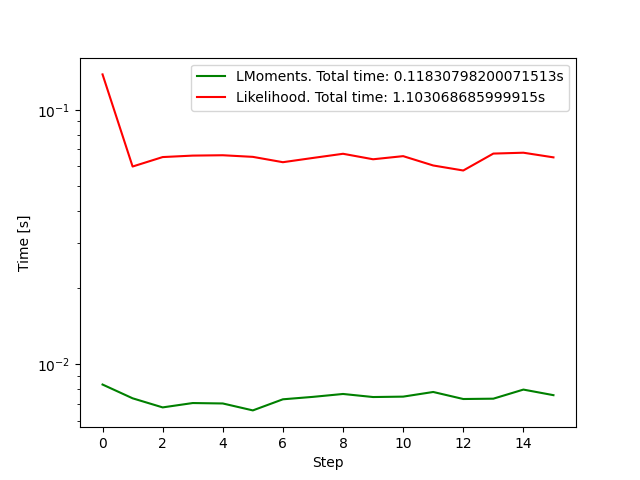 LMoments. Total time: 0.11830798200071513s
Likelihood. Total time: 1.103068685999915s
10⁻¹
10⁻²
Time [s]
0 2 4 6 8 10 12 14
Step